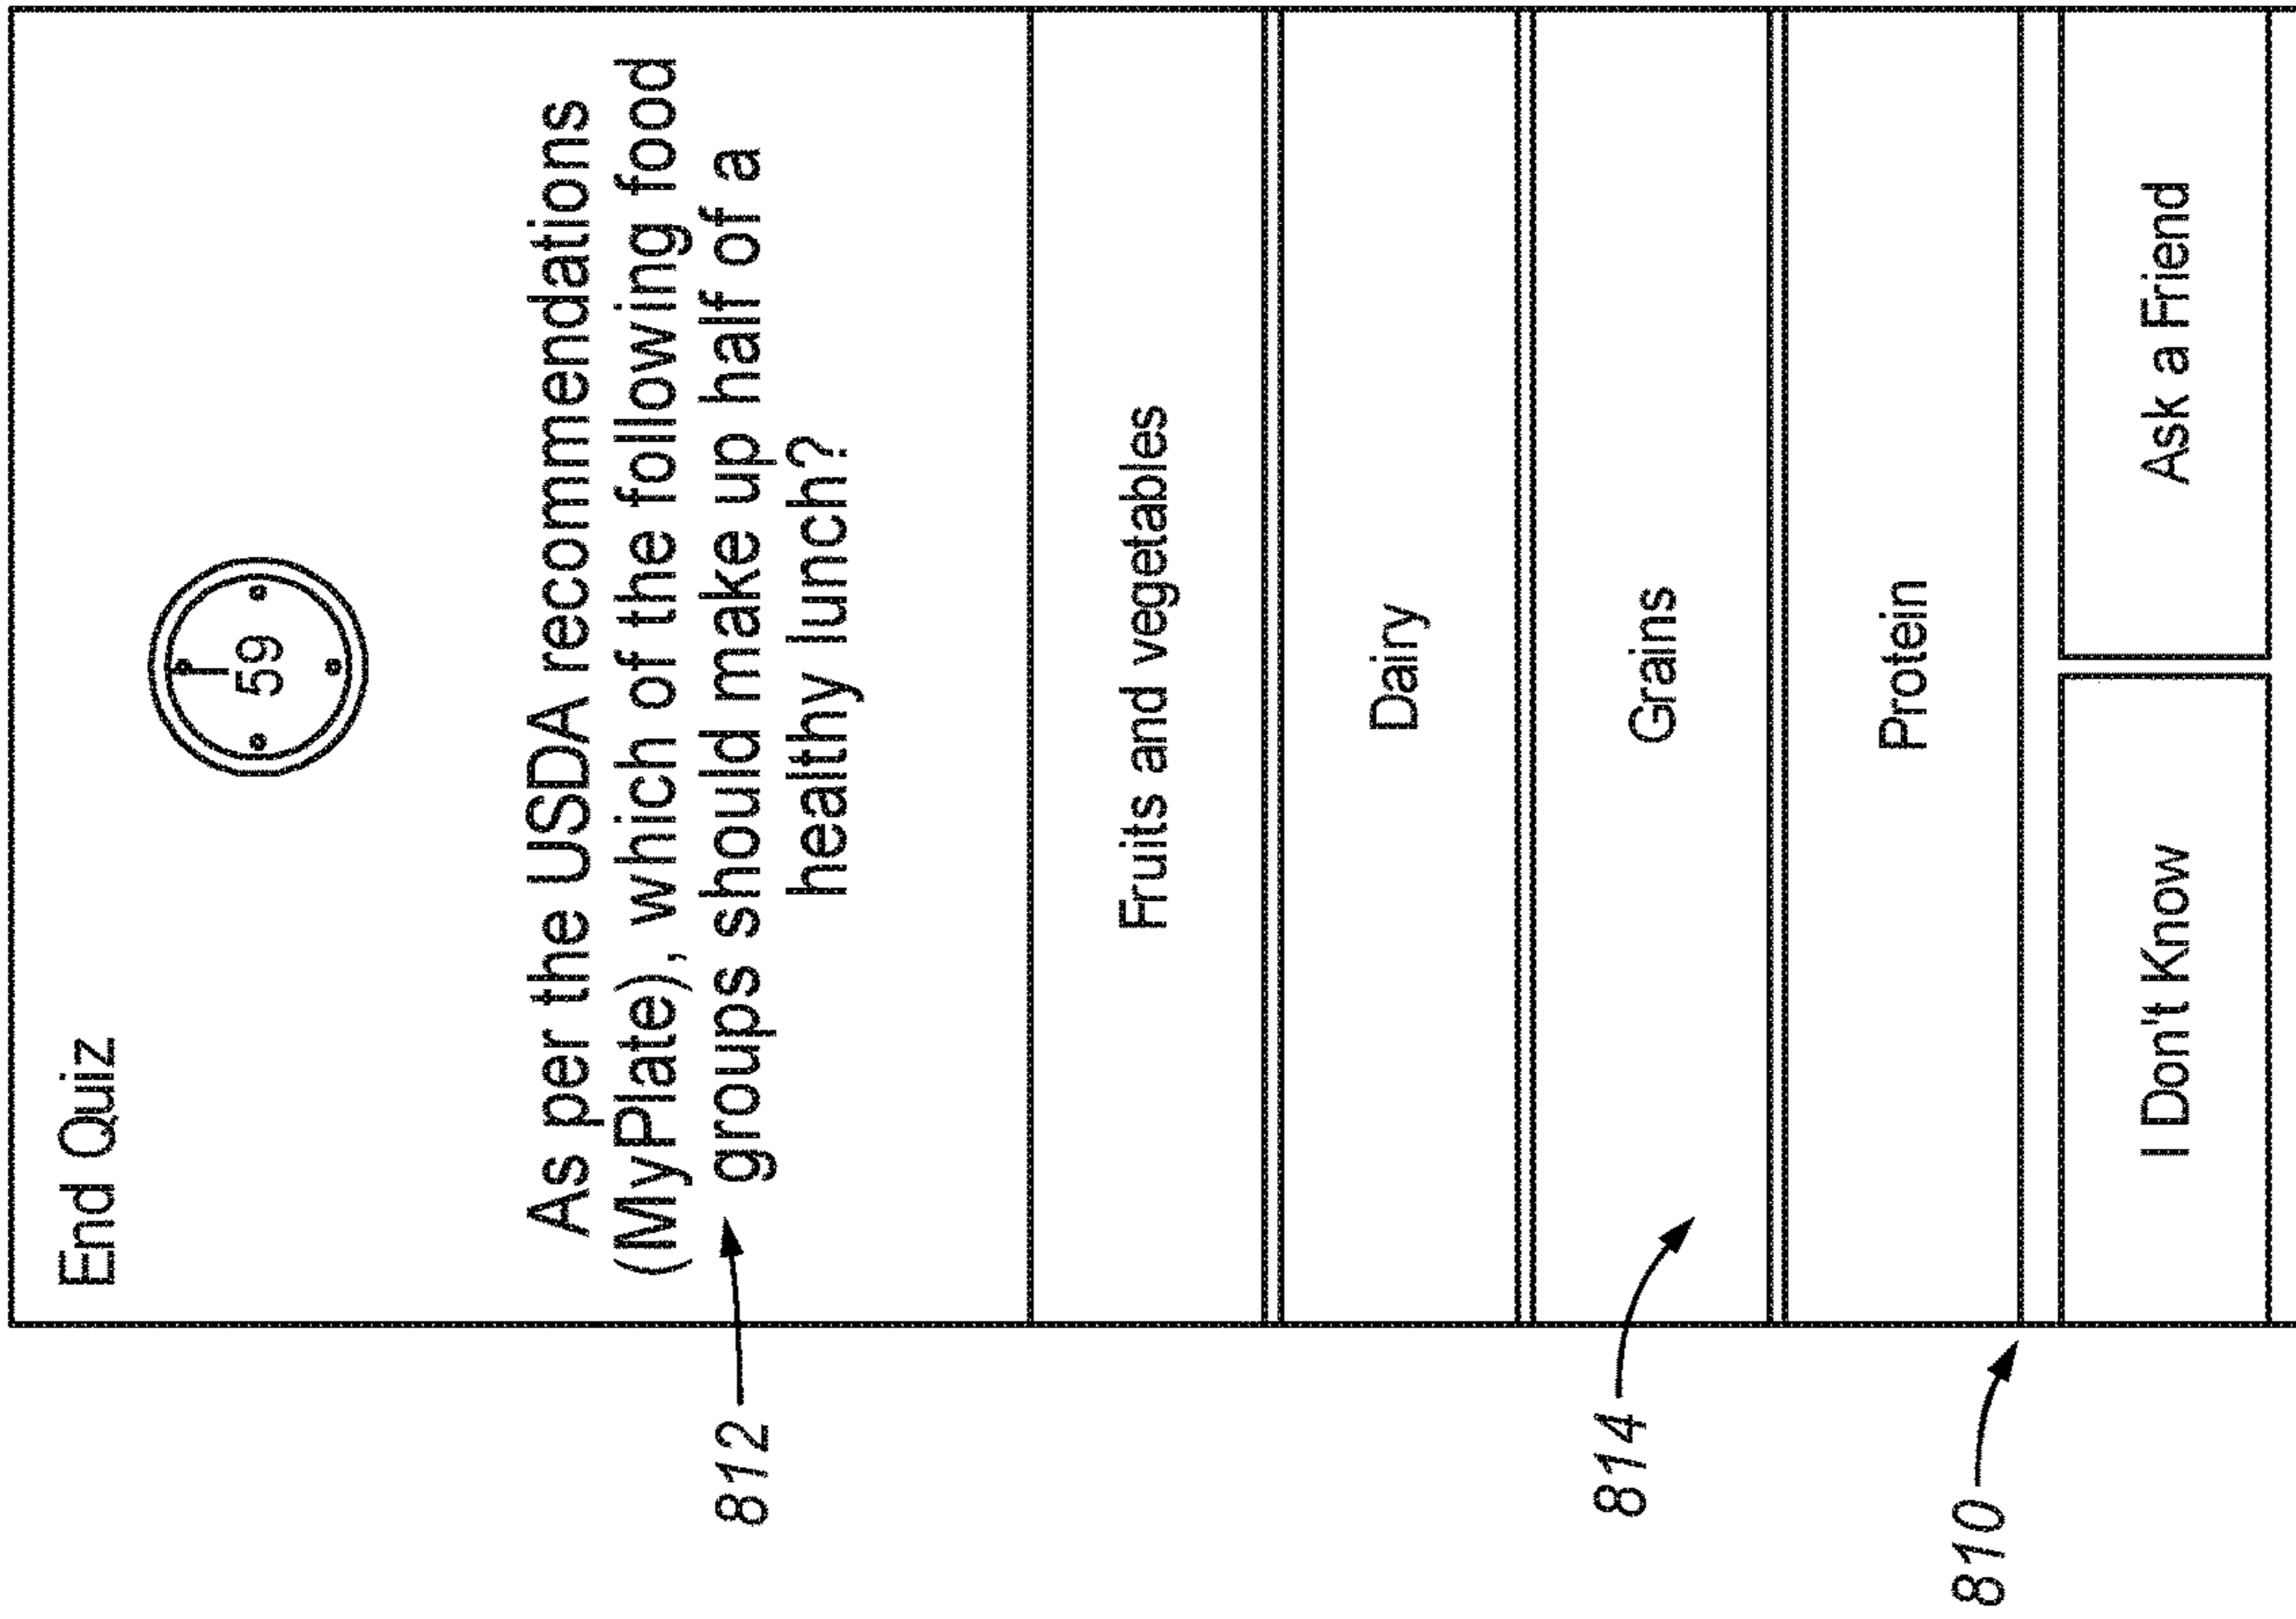 End Quiz
59
As per the USDA recommendations
(MyPlate), which of the following food
groups should make up half of a
healthy lunch?
812
Fruits and vegetables
Dairy
Grains
814
Protein
810
I Don't Know
Ask a Friend